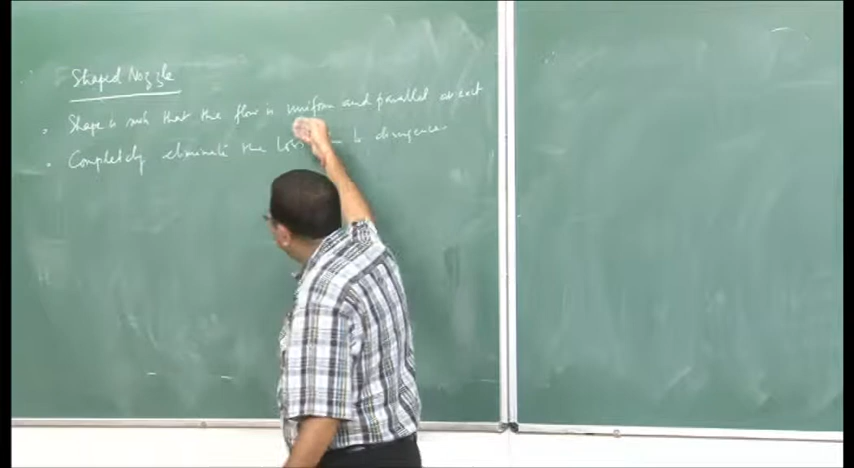 Shaped Nozzle
• Shape is such that the flow is uniform and parallel at exit
• Completely eliminate the Loss to divergence